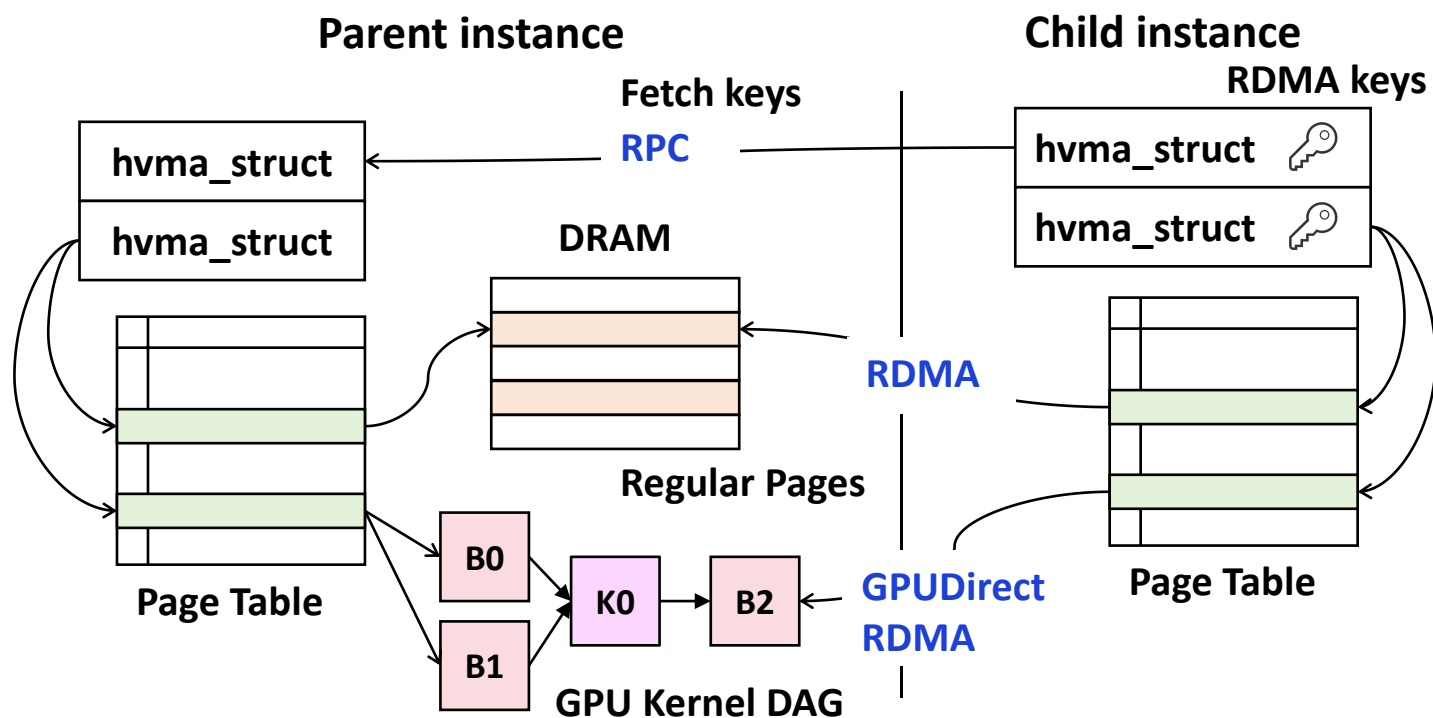 Parent instance
Child instance
Fetch keys
RPC
RDMA keys
hvma_struct
hvma_struct
hvma_struct
hvma_struct
DRAM
RDMA
Regular Pages
Page Table
B0
B1
K0
B2
GPUDirect
RDMA
Page Table
GPU Kernel DAG